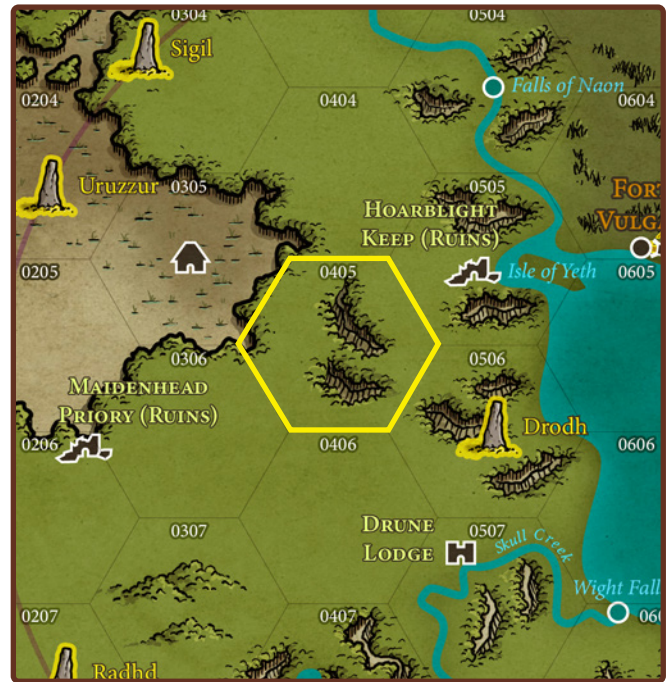 0304
0504
Sigil
0204
0404
Falls of Naon
0604
Uruzzur
0305
0505
Hoarblight
Keep (Ruins)
0205
0405
Isle of Yeth
0605
0306
0506
Maidenhead
Priory (Ruins)
Drodh
0206
0406
0606
0307
Drune
Lodge
0507
Skull Creek
0207
0407
Radhd